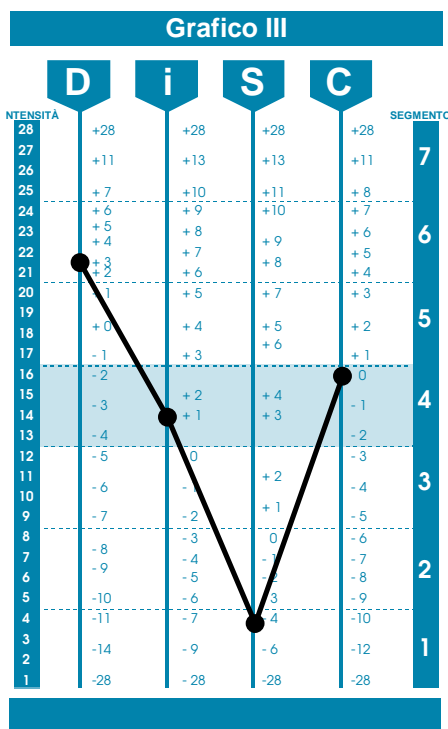 Grafico III
D i S C
NTENSITÀ SEGMENTO
28 +28 +28 +28 +28
27 7
+11 +13 +13 +11
26
25 + 7 +10 +11 + 8
24 + 6 + 9 +10 + 7
23 + 5 + 8 + 6 6
+ 4 + 9
22 + 3 + 7 + 8 + 5
21 + 2 + 6 + 4
20 1 + 5 + 7 + 3
19 5
18 + 0 + 4 + 5 + 2
+ 6
17 - 1 + 3 + 1
16 - 2 0
15 + 2 + 4 4
- 3 - 1
14 + 1 + 3
13 - 4 - 2
12 - 5 0 - 3
11 + 2 3
- 6 - 4
10 + 1
9 - 7 - 2 - 5
8 - 3 0 - 6
- 8
7 - 4 - 1 - 7 2
- 9
6 - 5 - 8
5 -10 - 6 3 - 9
4 -11 - 7 - 4 -10
3 1
-14 - 9 - 6 -12
2
1 -28 - 28 -28 -28